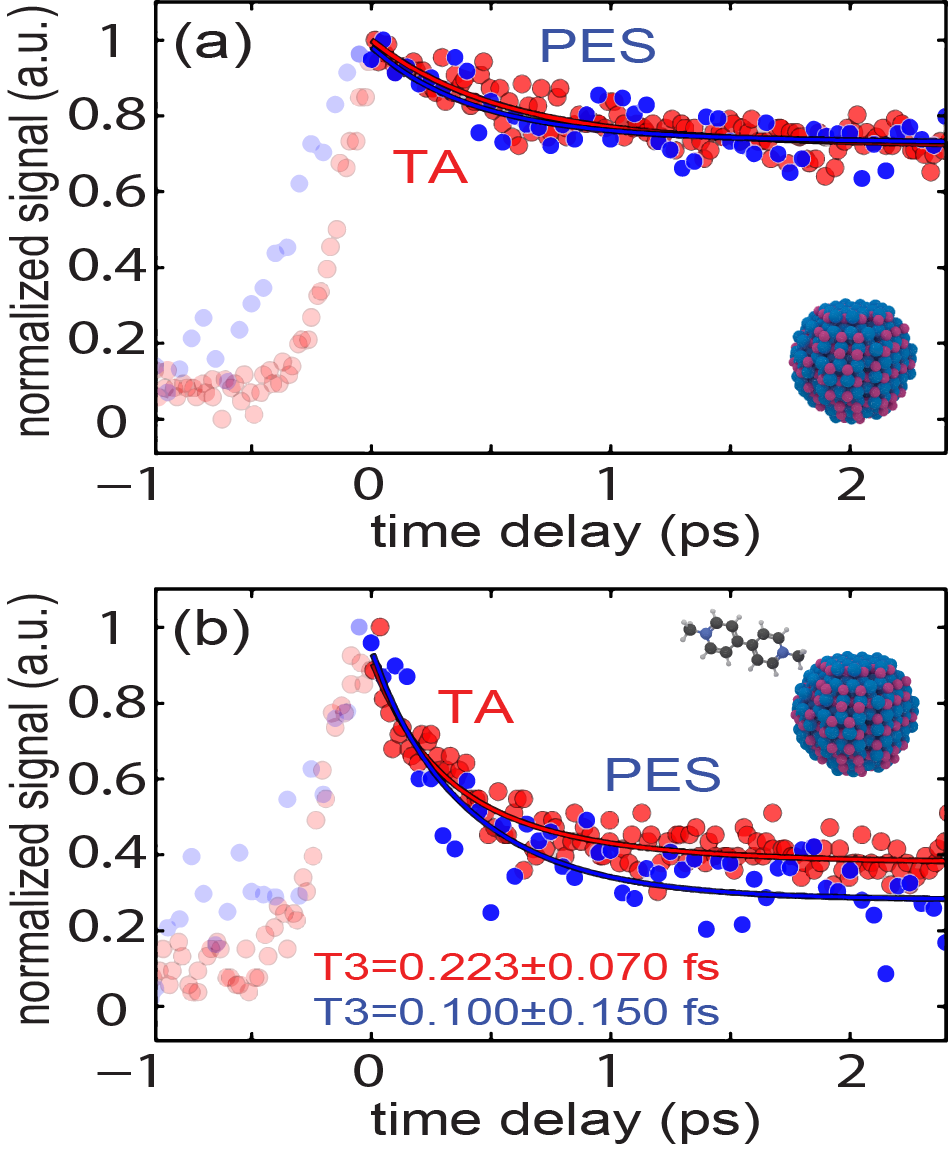 (a)
PES
TA
normalized signal (a.u.)
1
0.8
0.6
0.4
0.2
0
−1
0
1
2
time delay (ps)
(b)
TA
PES
T3=0.223±0.070 fs
T3=0.100±0.150 fs
normalized signal (a.u.)
1
0.8
0.6
0.4
0.2
0
−1
0
1
2
time delay (ps)